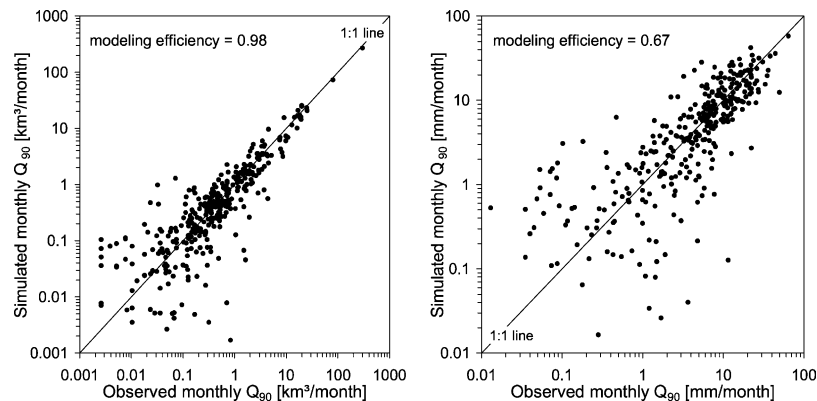 1000
100
10
1
0.1
0.01
0.001
Simulated monthly Q90 [km³/month]
modeling efficiency = 0.98
1:1 line
0.001 0.01 0.1 1 10 100 1000
Observed monthly Q90 [km³/month]
100
10
1
0.1
0.01
Simulated monthly Q90 [mm/month]
modeling efficiency = 0.67
1:1 line
0.01 0.1 1 10 100
Observed monthly Q90 [mm/month]